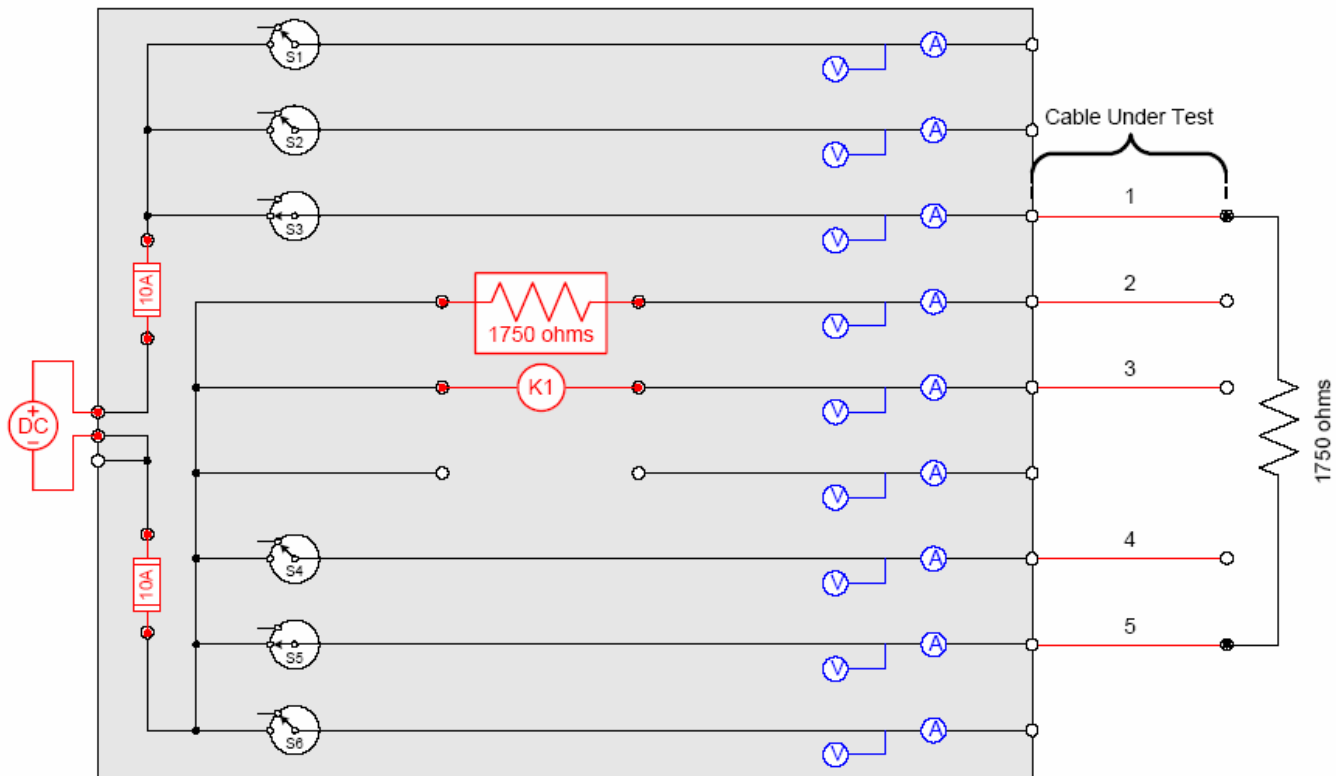 S1
A
V
S2
A
V
Cable Under Test
S3
A
V
1
10A
1750 ohms
A
V
2
K1
A
V
3
DC
+
−
A
V
1750 ohms
10A
S4
A
V
4
S5
A
V
5
S6
A
V